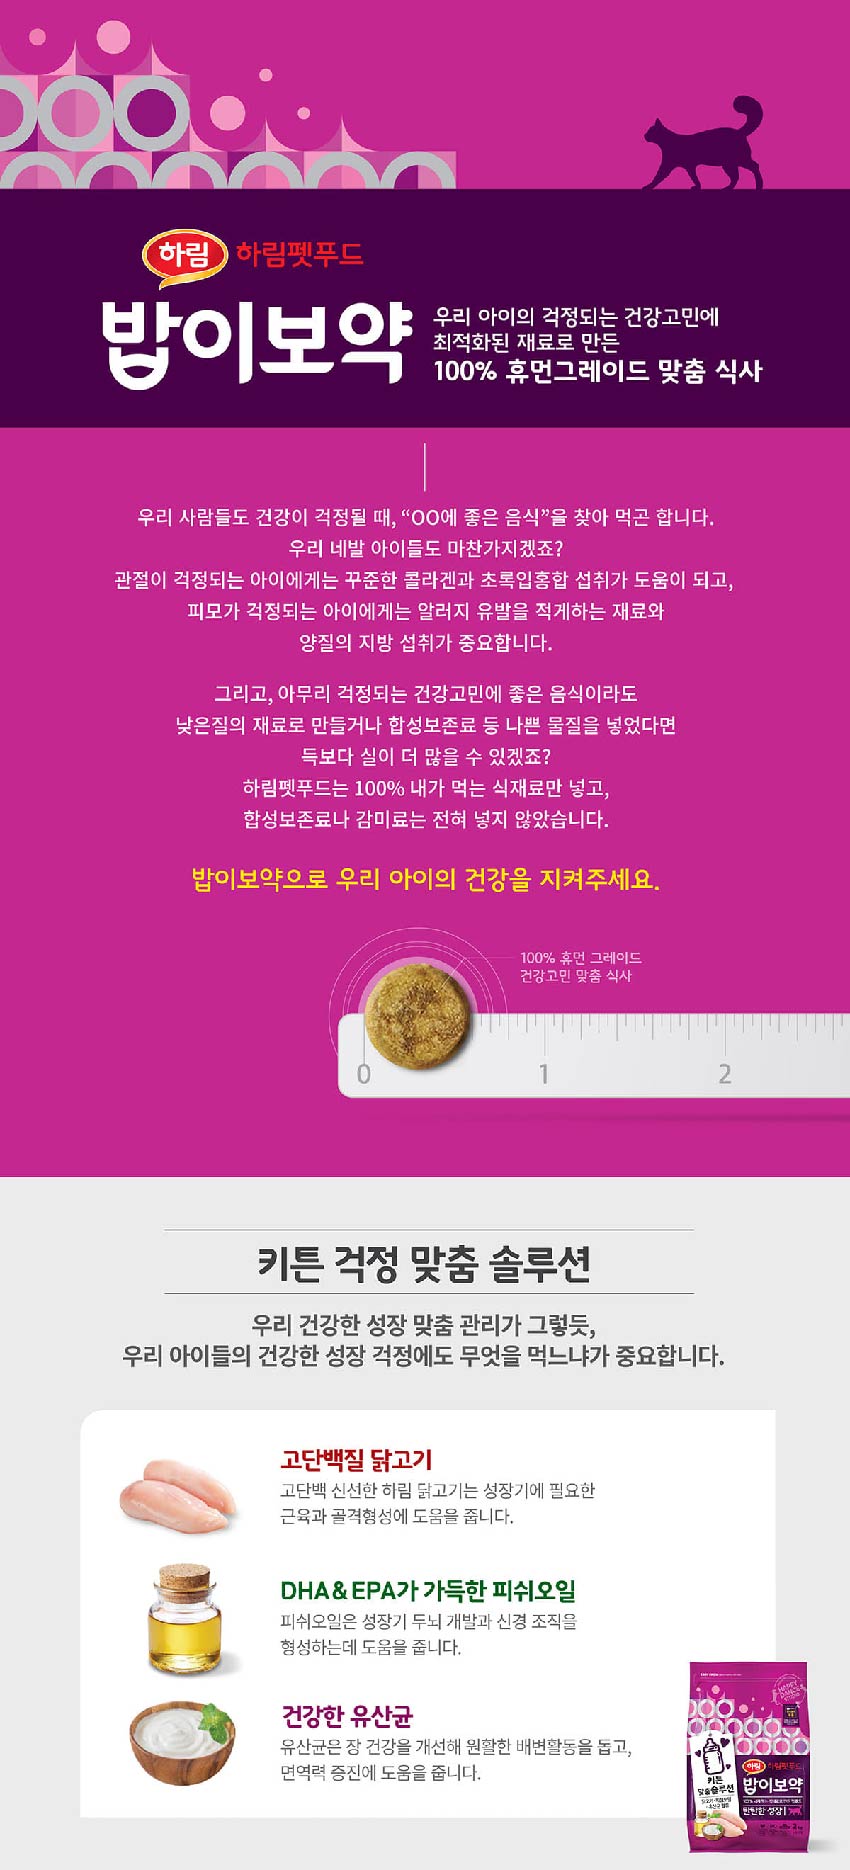 하림 하림펫푸드
밥이보약
우리 아이의 걱정되는 건강고민에
최적화된 재료로 만든
100% 휴먼그레이드 맞춤 식사
우리 사람들도 건강이 걱정될 때, “OO에 좋은 음식”을 찾아 먹곤 합니다.
우리 네발 아이들도 마찬가지겠죠?
관절이 걱정되는 아이에게는 꾸준한 콜라겐과 초록입홍합 섭취가 도움이 되고,
피모가 걱정되는 아이에게는 알러지 유발을 적게하는 재료와
양질의 지방 섭취가 중요합니다.
그리고, 아무리 걱정되는 건강고민에 좋은 음식이라도
낮은질의 재료로 만들거나 합성보존료 등 나쁜 물질을 넣었다면
득보다 실이 더 많을 수 있겠죠?
하림펫푸드는 100% 내가 먹는 식재료만 넣고,
합성보존료나 감미료는 전혀 넣지 않았습니다.
밥이보약으로 우리 아이의 건강을 지켜주세요.
100% 휴먼 그레이드
건강고민 맞춤 식사
0 1 2
키튼 걱정 맞춤 솔루션
우리 건강한 성장 맞춤 관리가 그렇듯,
우리 아이들의 건강한 성장 걱정에도 무엇을 먹느냐가 중요합니다.
고단백질 닭고기
고단백 신선한 하림 닭고기는 성장기에 필요한
근육과 골격형성에 도움을 줍니다.
DHA & EPA가 가득한 피쉬오일
피쉬오일은 성장기 두뇌 개발과 신경 조직을
형성하는데 도움을 줍니다.
건강한 유산균
유산균은 장 건강을 개선해 원활한 배변활동을 돕고,
면역력 증진에 도움을 줍니다.
키튼
맞춤솔루션
하림 하림펫푸드
밥이보약
탄탄한 성장